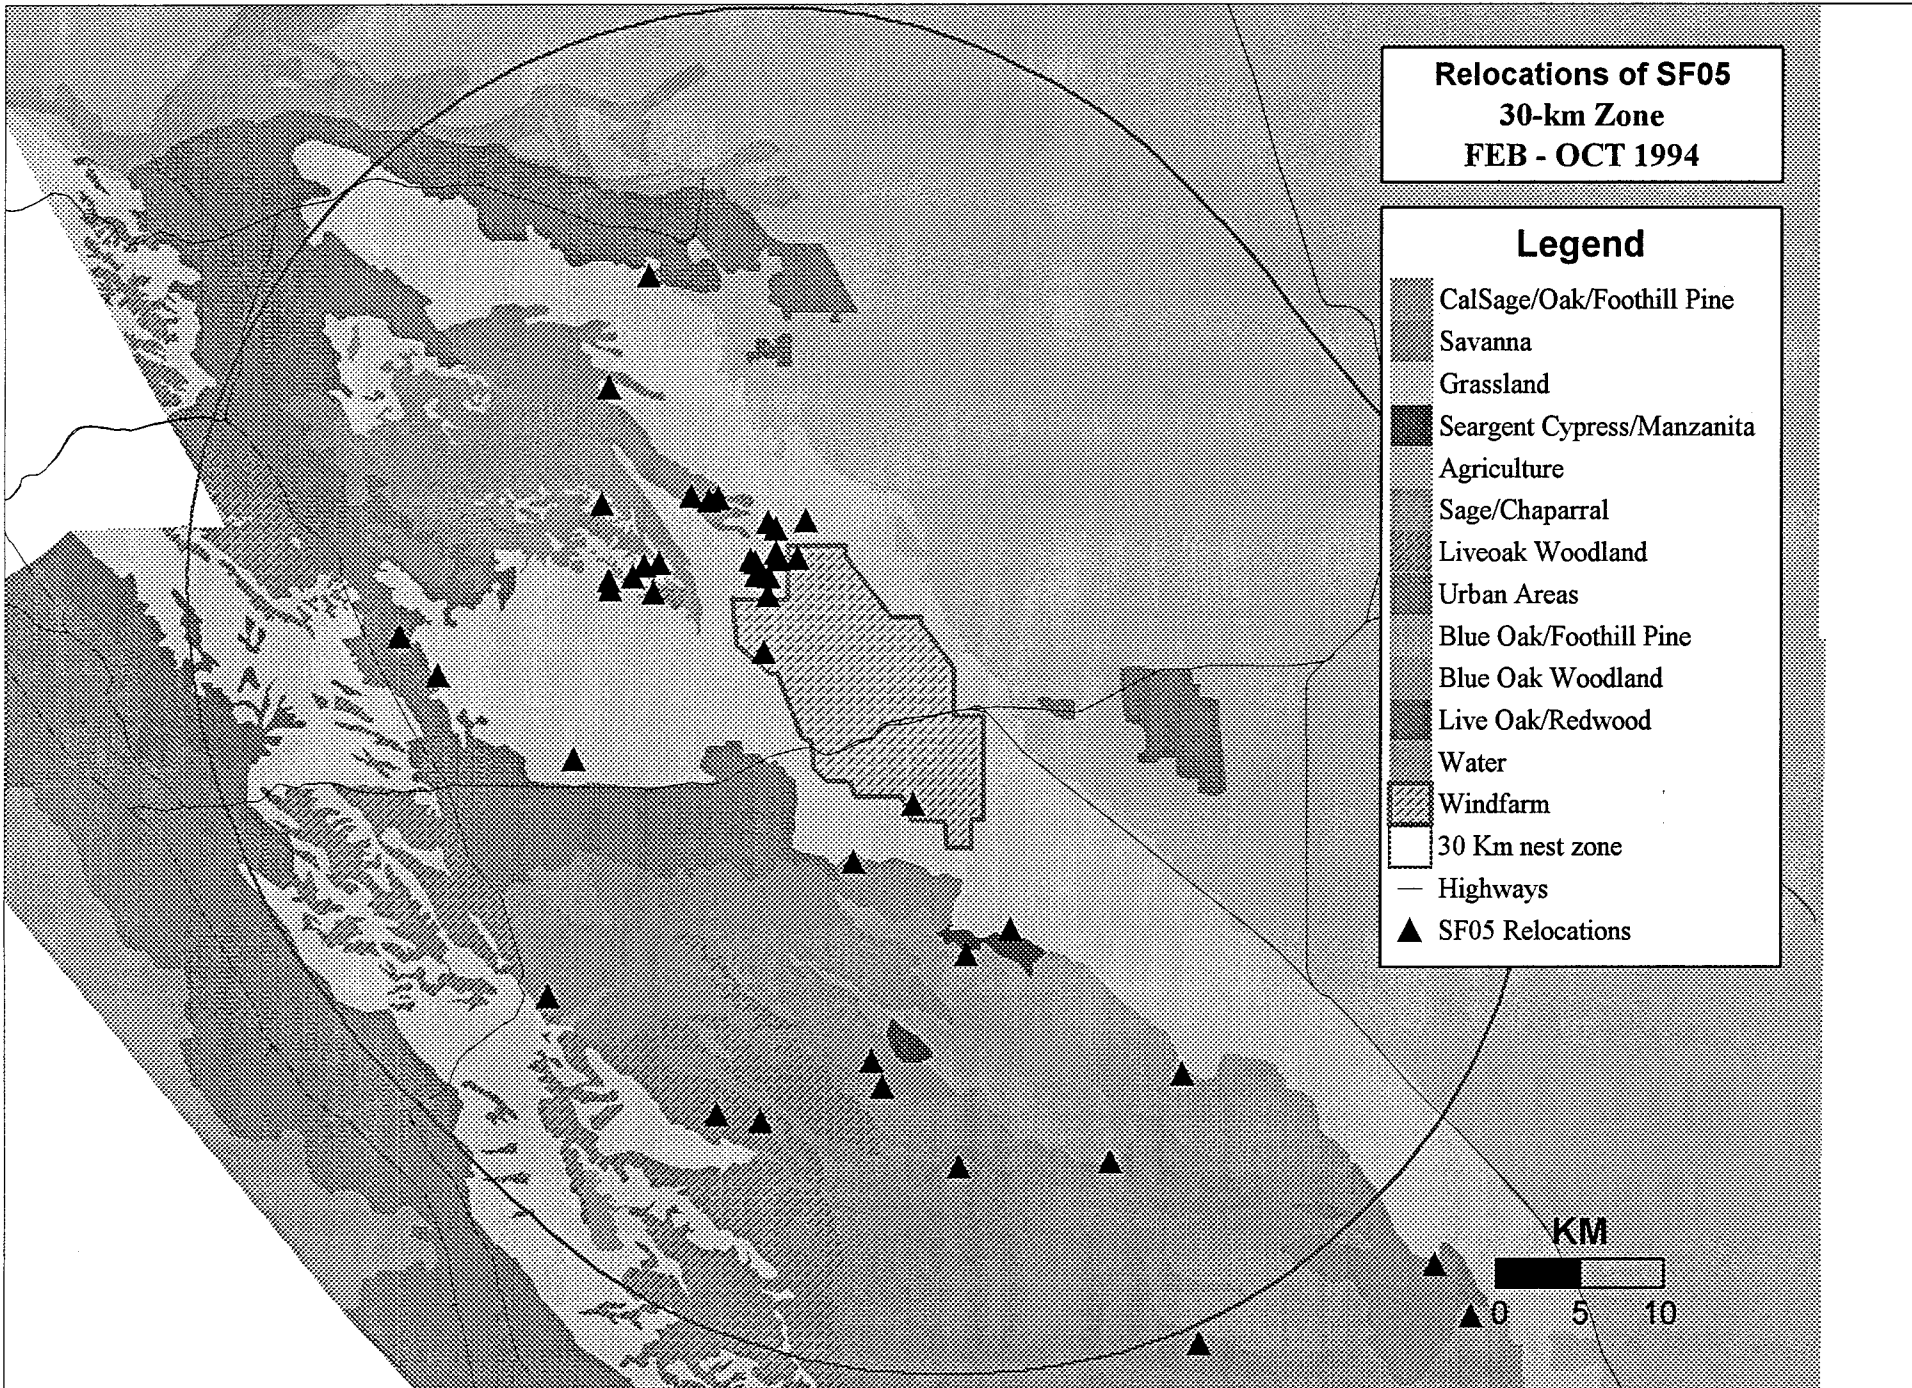 Relocations of SF05
30-km Zone
FEB - OCT 1994
Legend
CalSage/Oak/Foothill Pine
Savanna
Grassland
Seargent Cypress/Manzanita
Agriculture
Sage/Chaparral
Liveoak Woodland
Urban Areas
Blue Oak/Foothill Pine
Blue Oak Woodland
Live Oak/Redwood
Water
Windfarm
30 Km nest zone
Highways
SF05 Relocations
KM
0 5 10